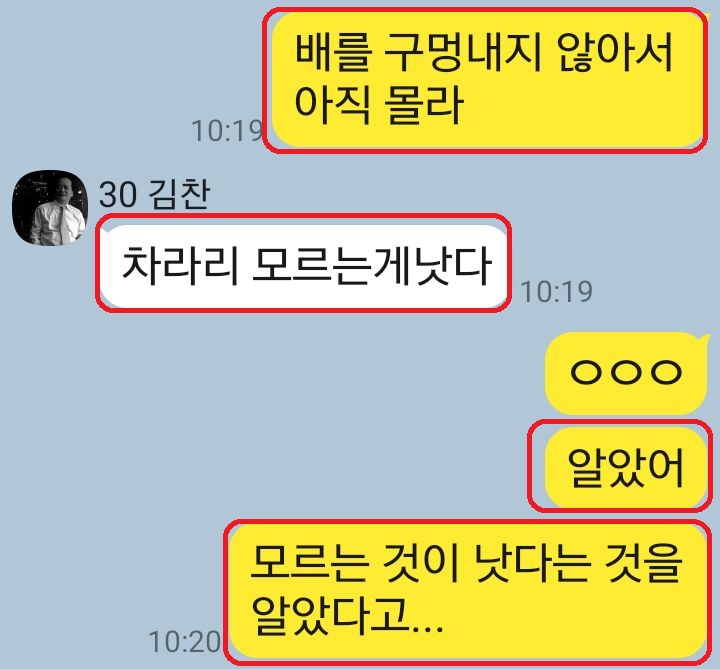 배를 구멍내지 않아서
아직 몰라
10:19
30 김찬
차라리 모르는게낫다
10:19
ㅇㅇㅇ
알았어
모르는 것이 낫다는 것을
알았다고...
10:20